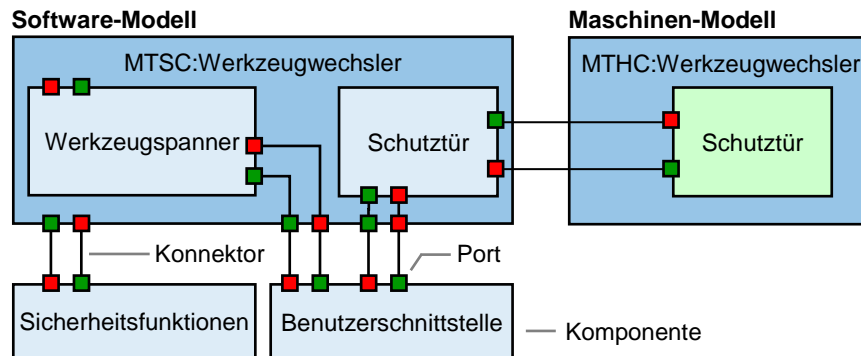 Software-Modell
Maschinen-Modell
MTSC:Werkzeugwechsler
MTHC:Werkzeugwechsler
Werkzeugspanner
Schutztür
Schutztür
Konnektor
Port
Sicherheitsfunktionen
Benutzerschnittstelle
Komponente